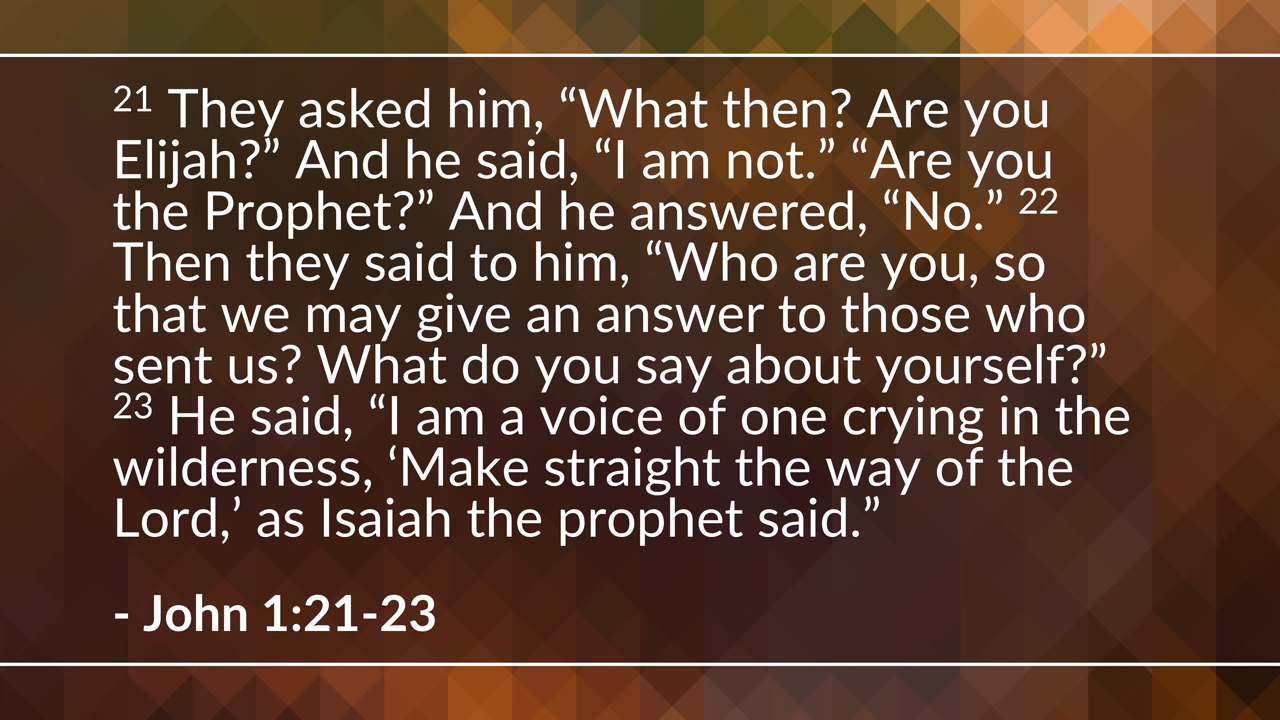 21 They asked him, “What then? Are you
Elijah?” And he said, “I am not.” “Are you
the Prophet?” And he answered, “No.” 22
Then they said to him, “Who are you, so
that we may give an answer to those who
sent us? What do you say about yourself?”
23 He said, “I am a voice of one crying in the
wilderness, ‘Make straight the way of the
Lord,’ as Isaiah the prophet said.”
- John 1:21-23